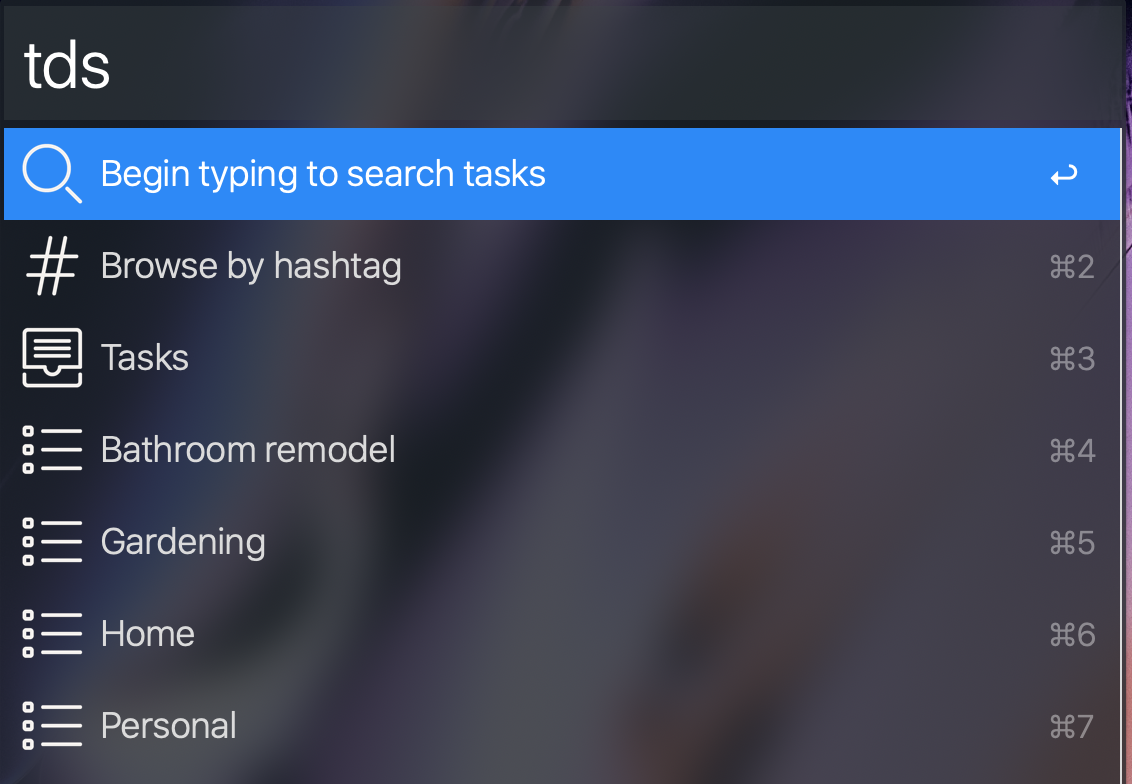 tds
Begin typing to search tasks ↩
Browse by hashtag ⌘2
Tasks ⌘3
Bathroom remodel ⌘4
Gardening ⌘5
Home ⌘6
Personal ⌘7